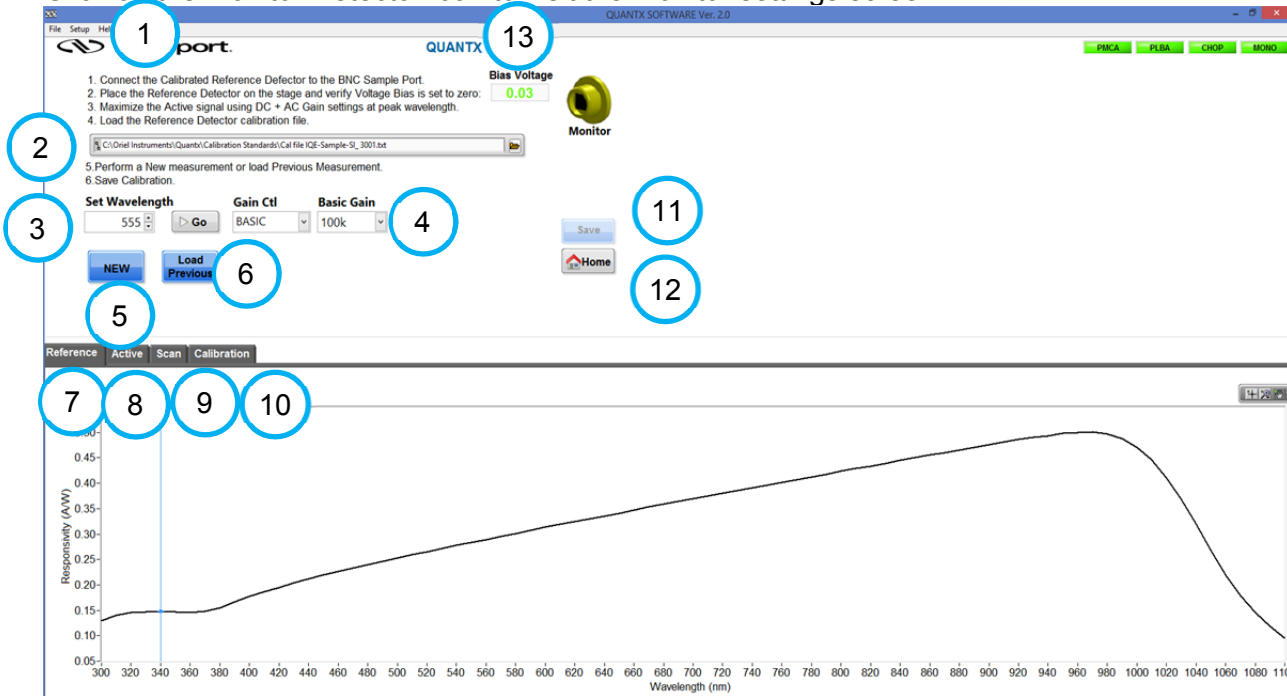 QUANTX SOFTWARE Ver. 2.0
File Setup
1
port.
QUANTX
13
PMCA PLBA CHOP MONO
1. Connect the Calibrated Reference Defector to the BNC Sample Port.
2. Place the Reference Detector on the stage and verify Voltage Bias is set to zero:
3. Maximize the Active signal using DC + AC Gain settings at peak wavelength.
4. Load the Reference Detector calibration file.
Bias Voltage
0.03
Monitor
2
C:\Oriel Instruments\Quantx\Calibration Standards\Cal file IQE-Sample-SI_ 3001.txt
5.Perform a New measurement or load Previous Measurement.
6.Save Calibration.
3
Set Wavelength Gain Ctl Basic Gain
555 Go BASIC 100k
4
11
Save
NEW
Load
Previous
6
Home
12
5
Reference Active Scan Calibration
7 8 9 10
0.45
0.40
0.35
0.30
0.25
0.20
0.15
0.10
0.05
Responsivity (A/W)
300 320 340 360 380 400 420 440 460 480 500 520 540 560 580 600 620 640 660 680 700 720 740 760 780 800 820 840 860 880 900 920 940 960 980 1000 1020 1040 1060 1080
Wavelength (nm)